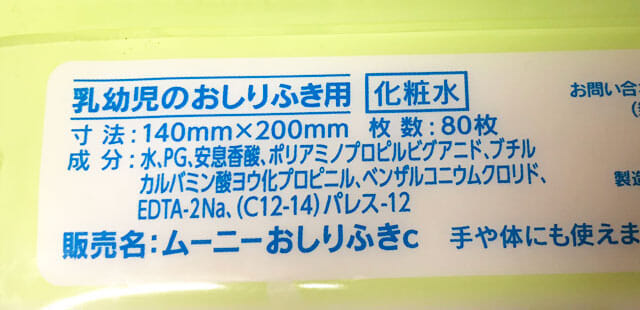 乳幼児のおしりふき用 化粧水
寸法：140mm×200mm 枚数：80枚
成分：水、PG、安息香酸、ポリアミノプロピルビグアニド、ブチル
カルバミン酸ヨウ化プロピニル、ベンザルコニウムクロリド、
EDTA-2Na、(C12-14)パレス-12
販売名：ムーニーおしりふきc 手や体にも使えま
お問い合
製造